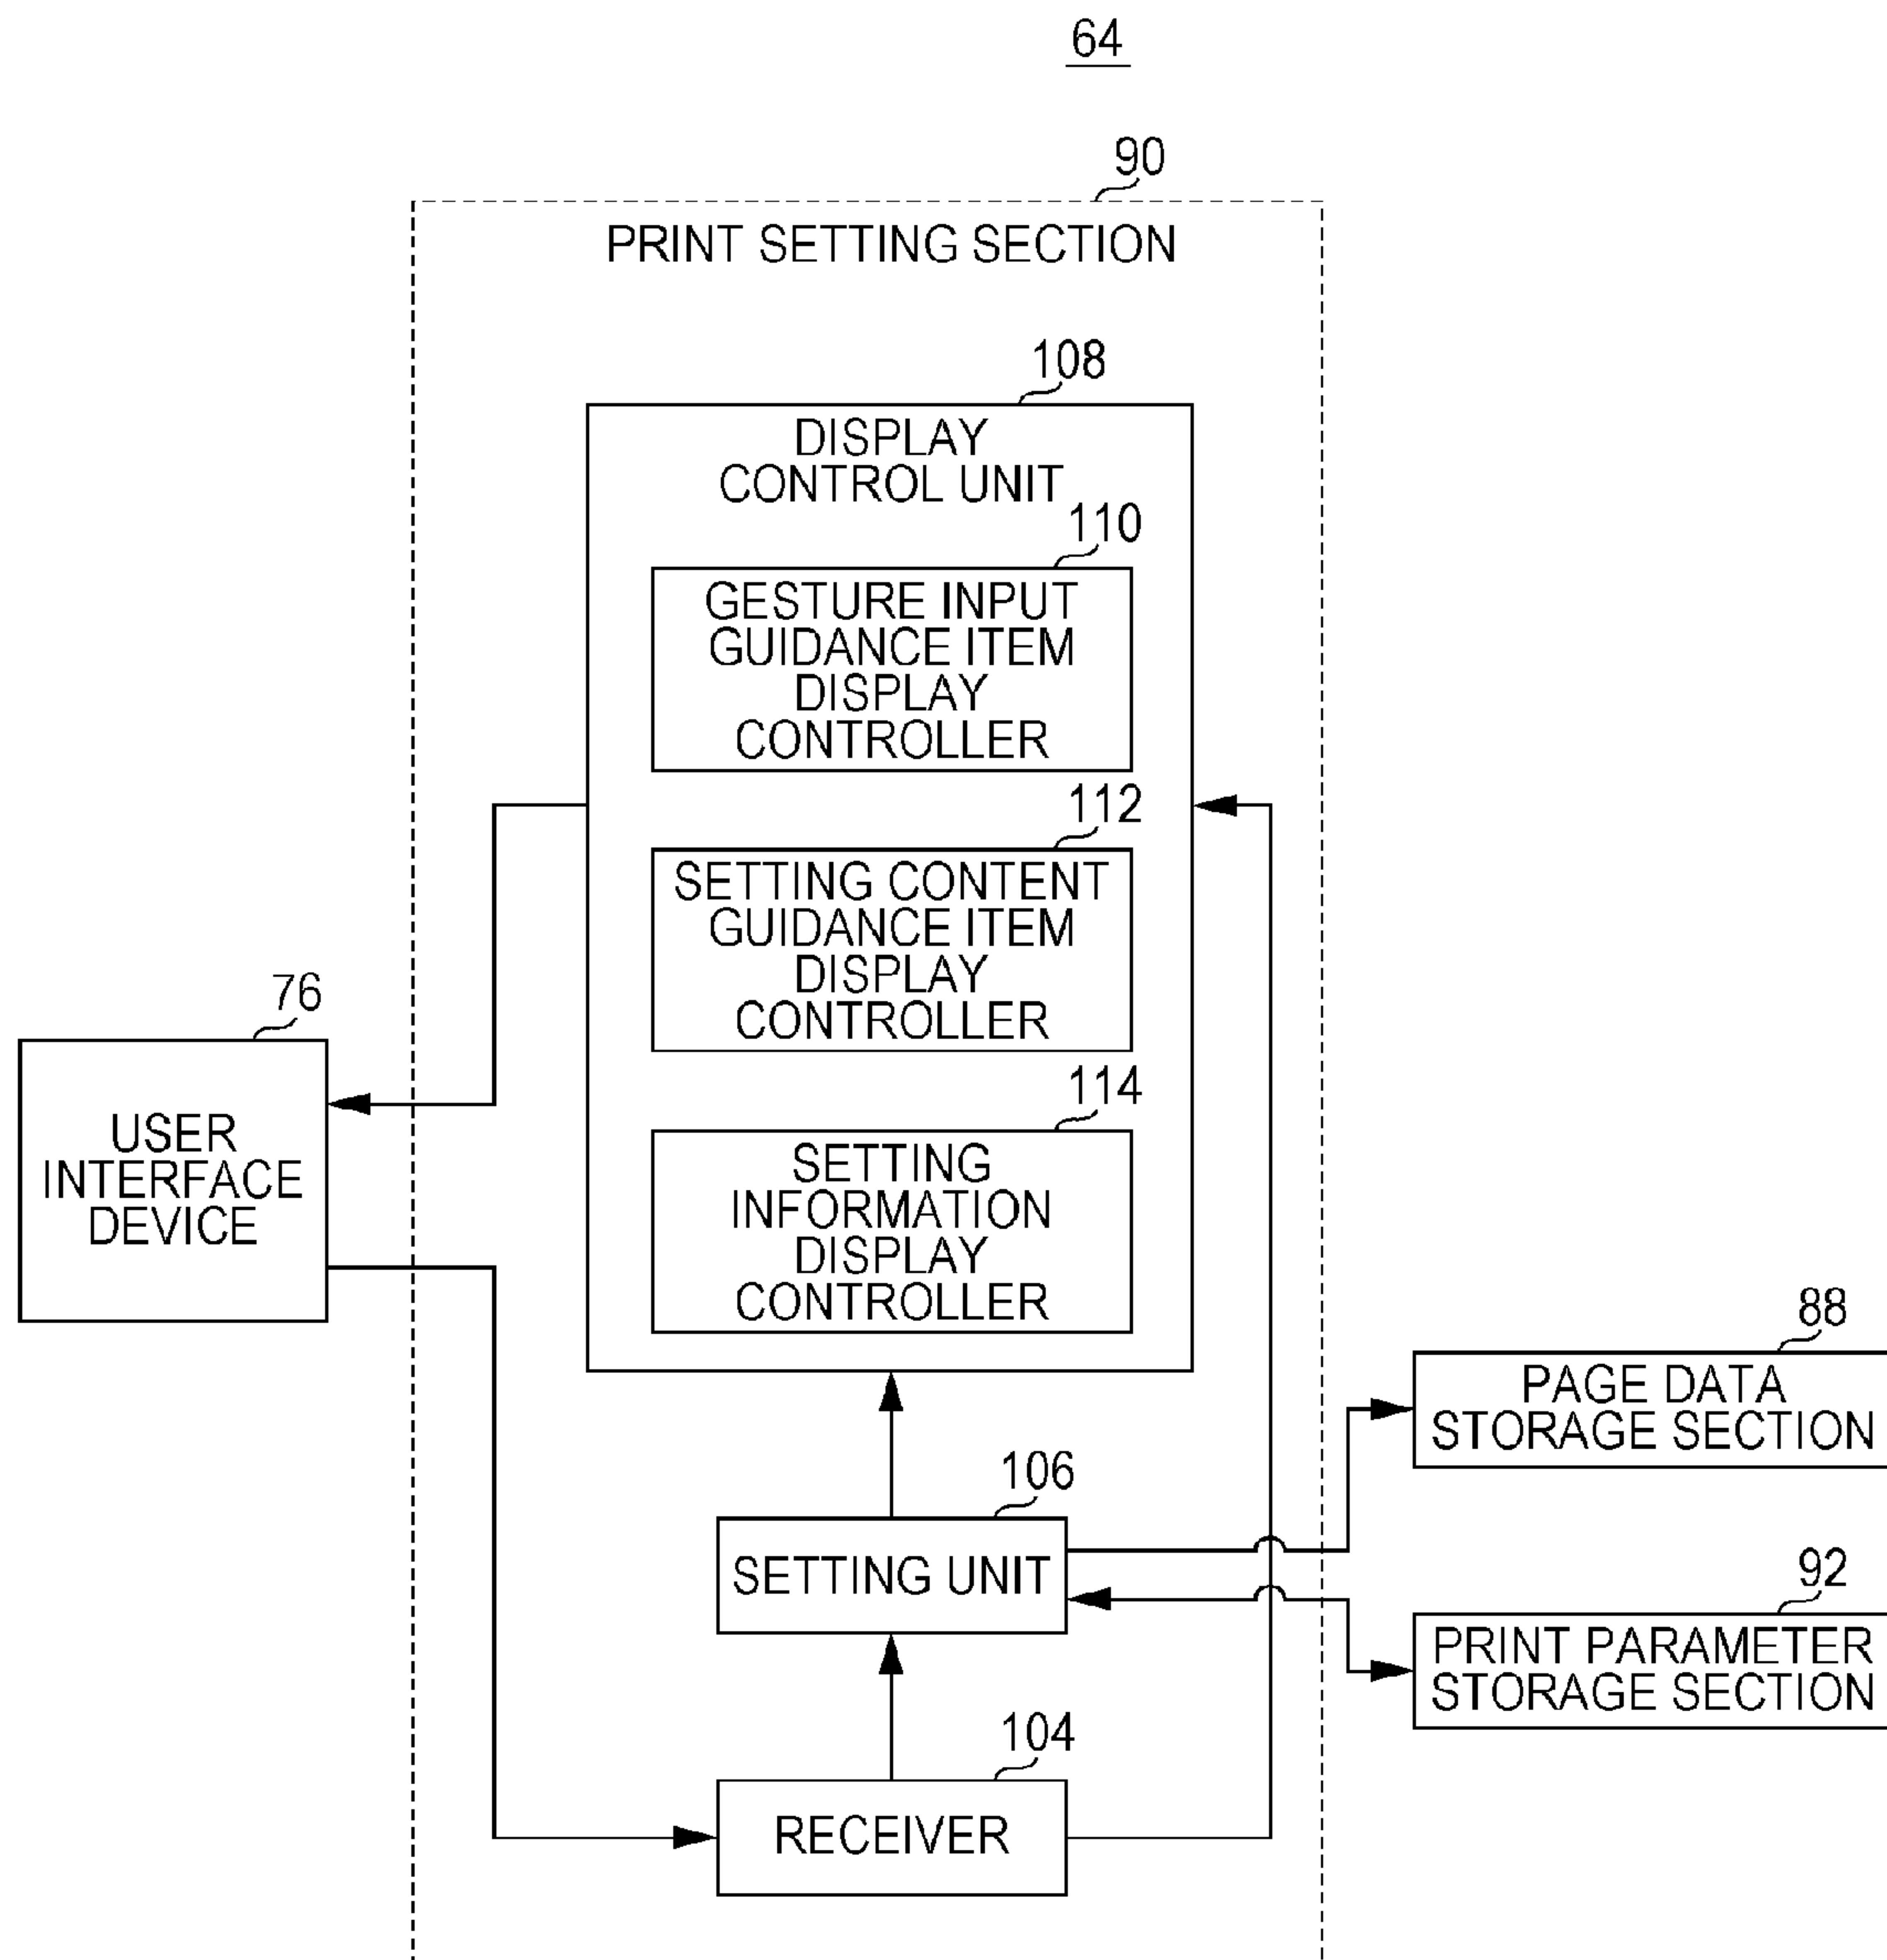 64
90
PRINT SETTING SECTION
108
DISPLAY
CONTROL UNIT
110
GESTURE INPUT
GUIDANCE ITEM
DISPLAY
CONTROLLER
112
SETTING CONTENT
GUIDANCE ITEM
DISPLAY
CONTROLLER
114
SETTING
INFORMATION
DISPLAY
CONTROLLER
76
USER
INTERFACE
DEVICE
106
SETTING UNIT
104
RECEIVER
88
PAGE DATA
STORAGE SECTION
92
PRINT PARAMETER
STORAGE SECTION